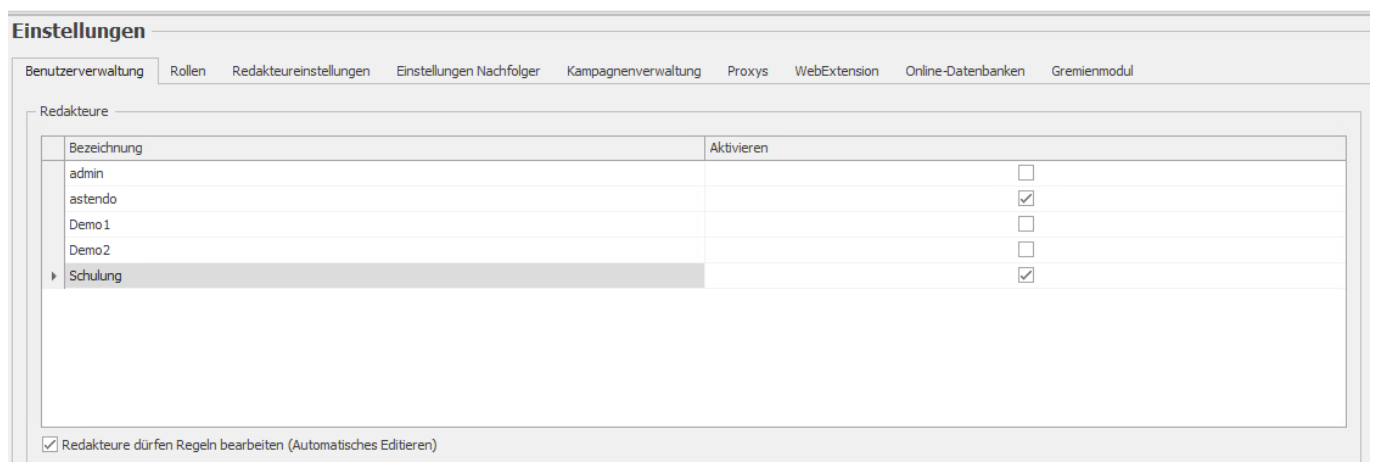 Einstellungen
Benutzerverwaltung Rollen Redakteureinstellungen Einstellungen Nachfolger Kampagnenverwaltung Proxys WebExtension Online-Datenbanken Gremienmodul
Redakteure
Bezeichnung Aktivieren
admin
astendo
Demo1
Demo2
Schulung
Redakteure dürfen Regeln bearbeiten (Automatisches Editieren)